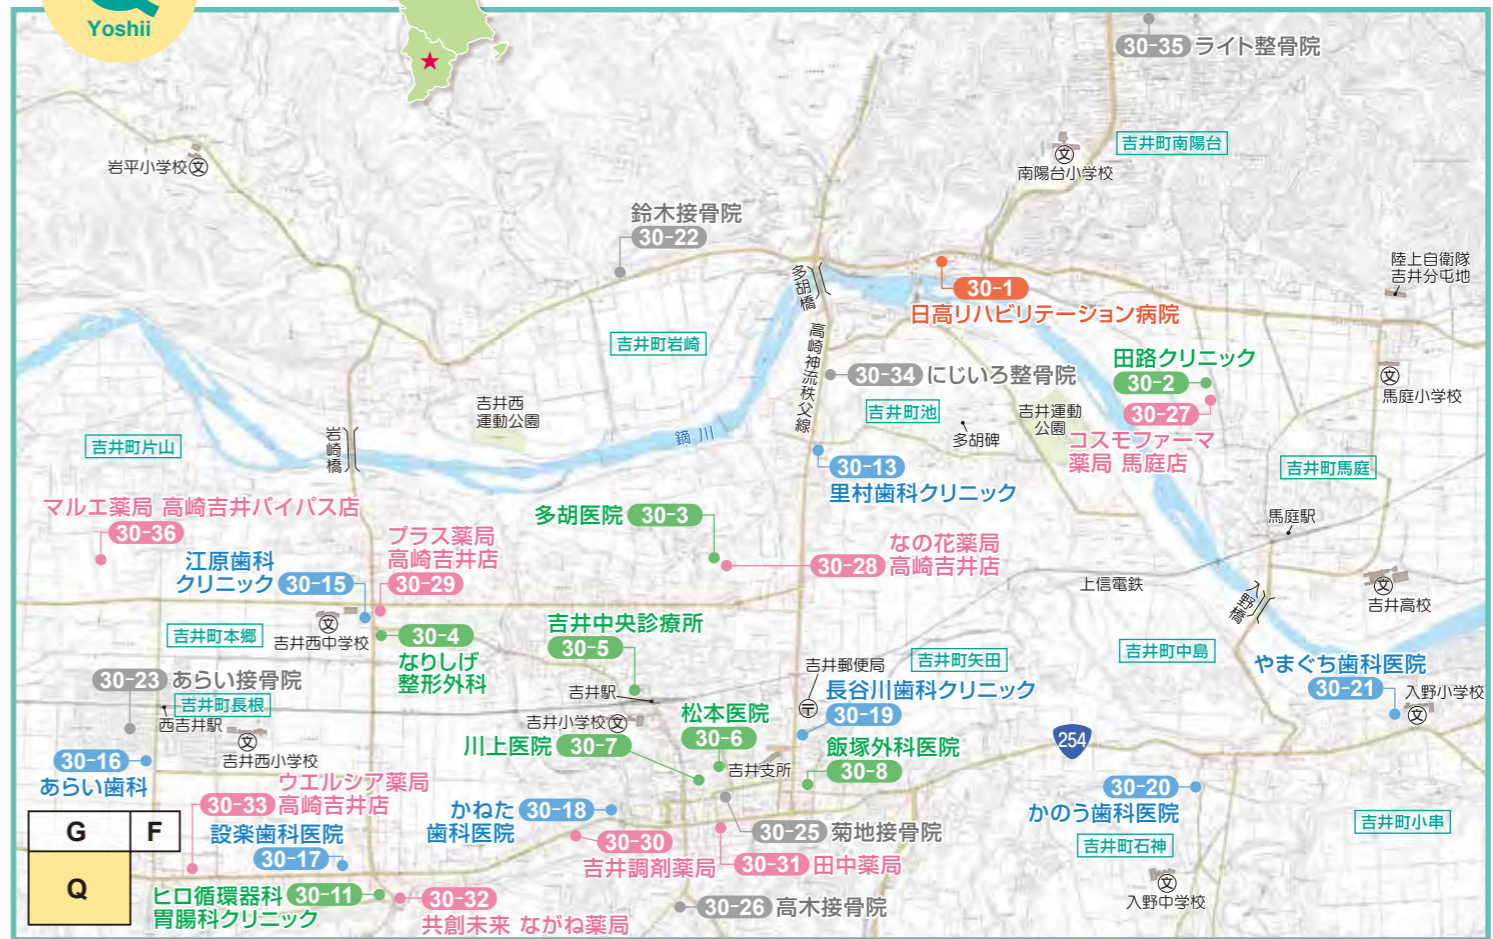 Q
Yoshii
30-35 ライト整骨院
吉井町南陽台
岩平小学校 文
文
南陽台小学校
鈴木接骨院
30-22
陸上自衛隊
吉井分屯地
多胡橋
30-1
日高リハビリテーション病院
吉井町岩崎
高崎神流秩父線
田路クリニック
30-2
30-34 にじいろ整骨院
文
馬庭小学校
吉井西
運動公園
吉井町池
吉井運動
公園
30-27
コスモファーマ
薬局 馬庭店
多胡碑
鏑川
岩崎橋
吉井町片山
30-13
里村歯科クリニック
吉井町馬庭
マルエ薬局 高崎吉井バイパス店
30-36
多胡医院 30-3
馬庭駅
プラス薬局
高崎吉井店
30-29
なの花薬局
30-28 高崎吉井店
江原歯科
クリニック 30-15
上信電鉄
入野橋
文
吉井高校
文
吉井西中学校
吉井町本郷
30-4
なりしげ
整形外科
吉井中央診療所
30-5
吉井郵便局
〒
吉井町矢田
吉井町中島
やまぐち歯科医院
30-21
入野小学校
文
30-23 あらい接骨院
吉井町長根
西吉井駅
吉井駅
長谷川歯科クリニック
30-19
松本医院
30-6
吉井小学校 文
川上医院 30-7
254
文
吉井西小学校
飯塚外科医院
30-8
吉井支所
30-16
あらい歯科
ウエルシア薬局
30-33 高崎吉井店
30-20
かのう歯科医院
かねた
歯科医院
30-18
吉井町小串
G F
Q
設楽歯科医院
30-17
30-30
吉井調剤薬局
30-25 菊地接骨院
吉井町石神
30-31 田中薬局
文
入野中学校
ヒロ循環器科
胃腸科クリニック
30-11
30-32
共創未来 ながね薬局
30-26 高木接骨院